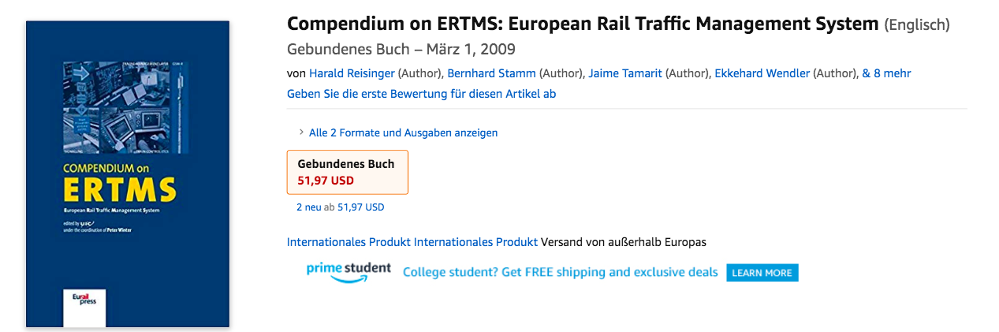 Compendium on ERTMS: European Rail Traffic Management System (Englisch)
Gebundenes Buch – März 1, 2009
von Harald Reisinger (Author), Bernhard Stamm (Author), Jaime Tamarit (Author), Ekkehard Wendler (Author), & 8 mehr
Geben Sie die erste Bewertung für diesen Artikel ab
› Alle 2 Formate und Ausgaben anzeigen
Gebundenes Buch
51,97 USD
2 neu ab 51,97 USD
Internationales Produkt Internationales Produkt Versand von außerhalb Europas
prime student College student? Get FREE shipping and exclusive deals LEARN MORE
COMPENDIUM on
ERTMS
European Rail Traffic Management System
edited by uic
under the coordination of Peter Winter
Eurail
press